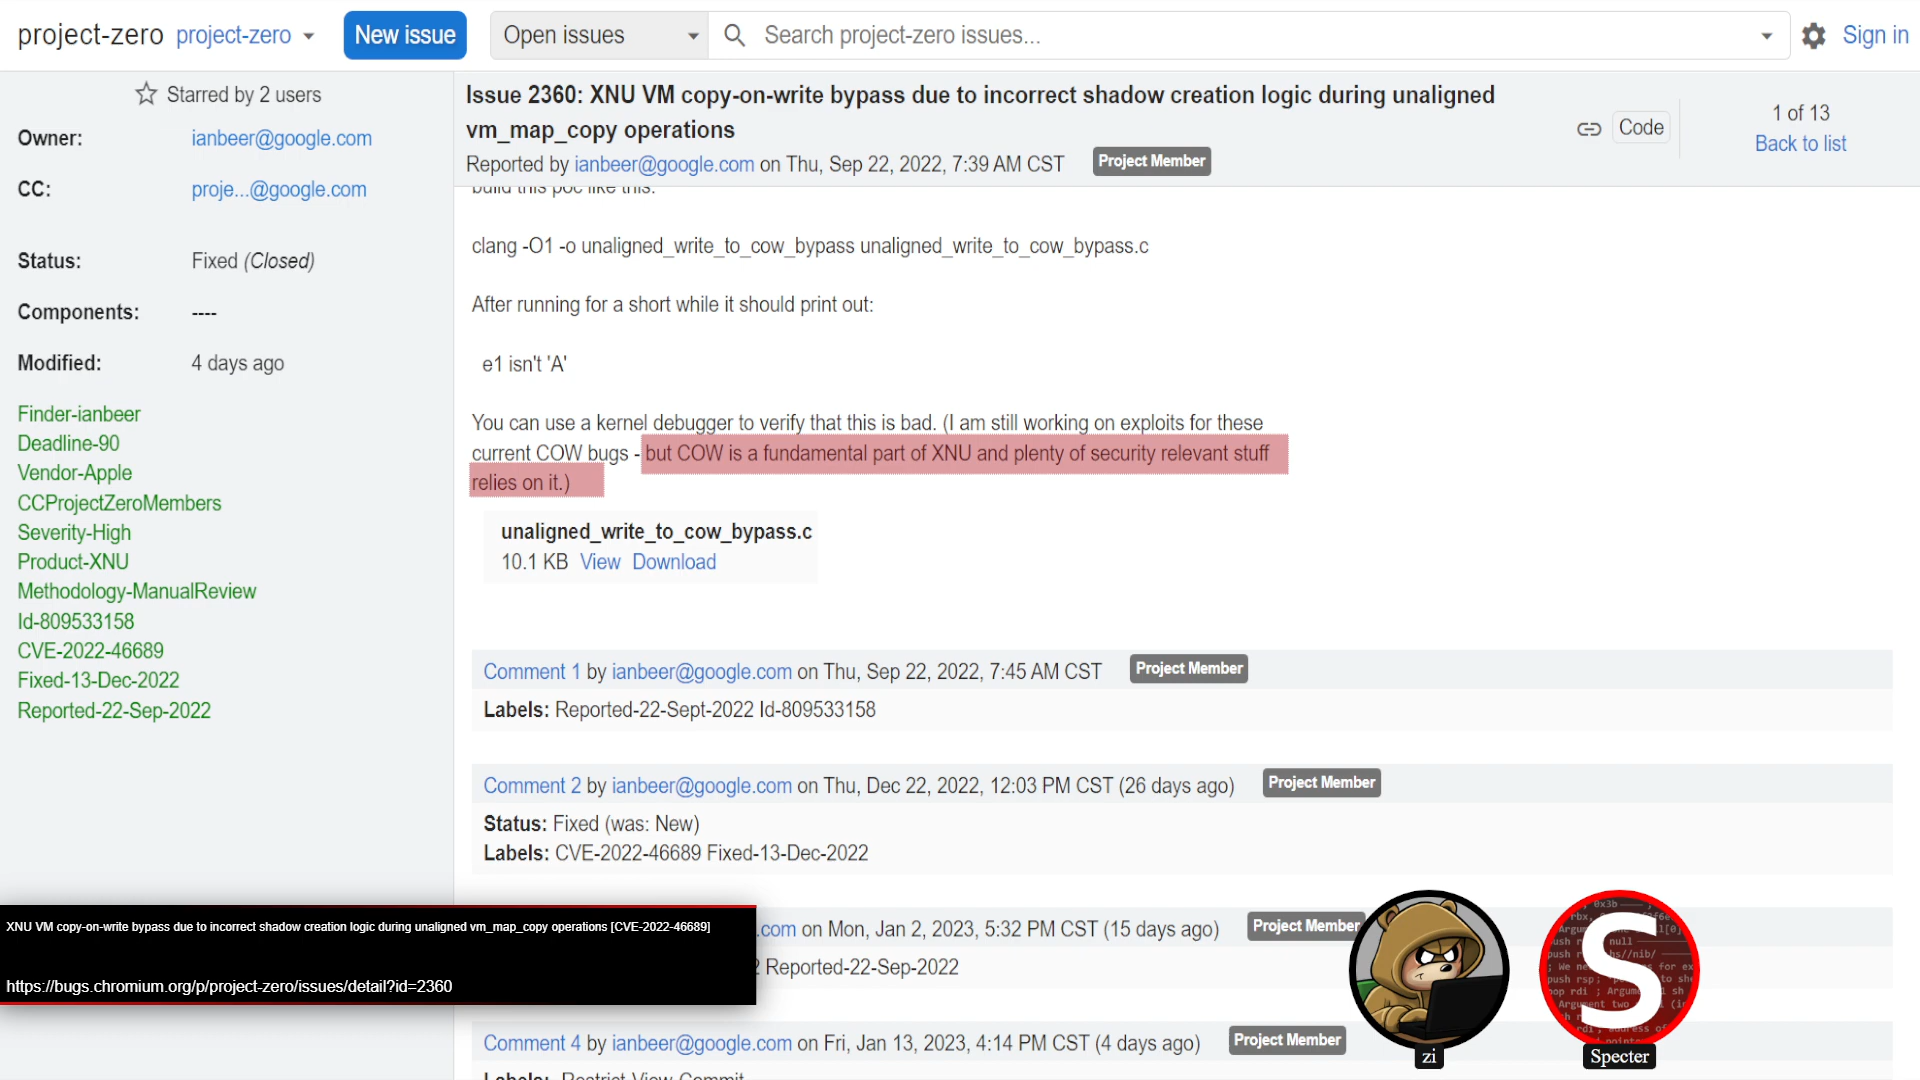 project-zero project-zero New issue Open issues Search project-zero issues... Sign in
Starred by 2 users
Owner: ianbeer@google.com
CC: proje...@google.com
Status: Fixed (Closed)
Components: ----
Modified: 4 days ago
Finder-ianbeer
Deadline-90
Vendor-Apple
CCProjectZeroMembers
Severity-High
Product-XNU
Methodology-ManualReview
Id-809533158
CVE-2022-46689
Fixed-13-Dec-2022
Reported-22-Sep-2022
Issue 2360: XNU VM copy-on-write bypass due to incorrect shadow creation logic during unaligned
vm_map_copy operations
Reported by ianbeer@google.com on Thu, Sep 22, 2022, 7:39 AM CST Project Member
Code
1 of 13
Back to list
build this poc like this:
clang -O1 -o unaligned_write_to_cow_bypass unaligned_write_to_cow_bypass.c
After running for a short while it should print out:
e1 isn't 'A'
You can use a kernel debugger to verify that this is bad. (I am still working on exploits for these
current COW bugs - but COW is a fundamental part of XNU and plenty of security relevant stuff
relies on it.)
unaligned_write_to_cow_bypass.c
10.1 KB View Download
Comment 1 by ianbeer@google.com on Thu, Sep 22, 2022, 7:45 AM CST Project Member
Labels: Reported-22-Sept-2022 Id-809533158
Comment 2 by ianbeer@google.com on Thu, Dec 22, 2022, 12:03 PM CST (26 days ago) Project Member
Status: Fixed (was: New)
Labels: CVE-2022-46689 Fixed-13-Dec-2022
.com on Mon, Jan 2, 2023, 5:32 PM CST (15 days ago) Project Member
2 Reported-22-Sep-2022
Comment 4 by ianbeer@google.com on Fri, Jan 13, 2023, 4:14 PM CST (4 days ago) Project Member
Labels: Restrict-View-Commit
XNU VM copy-on-write bypass due to incorrect shadow creation logic during unaligned vm_map_copy operations [CVE-2022-46689]
https://bugs.chromium.org/p/project-zero/issues/detail?id=2360
zi
S
Specter